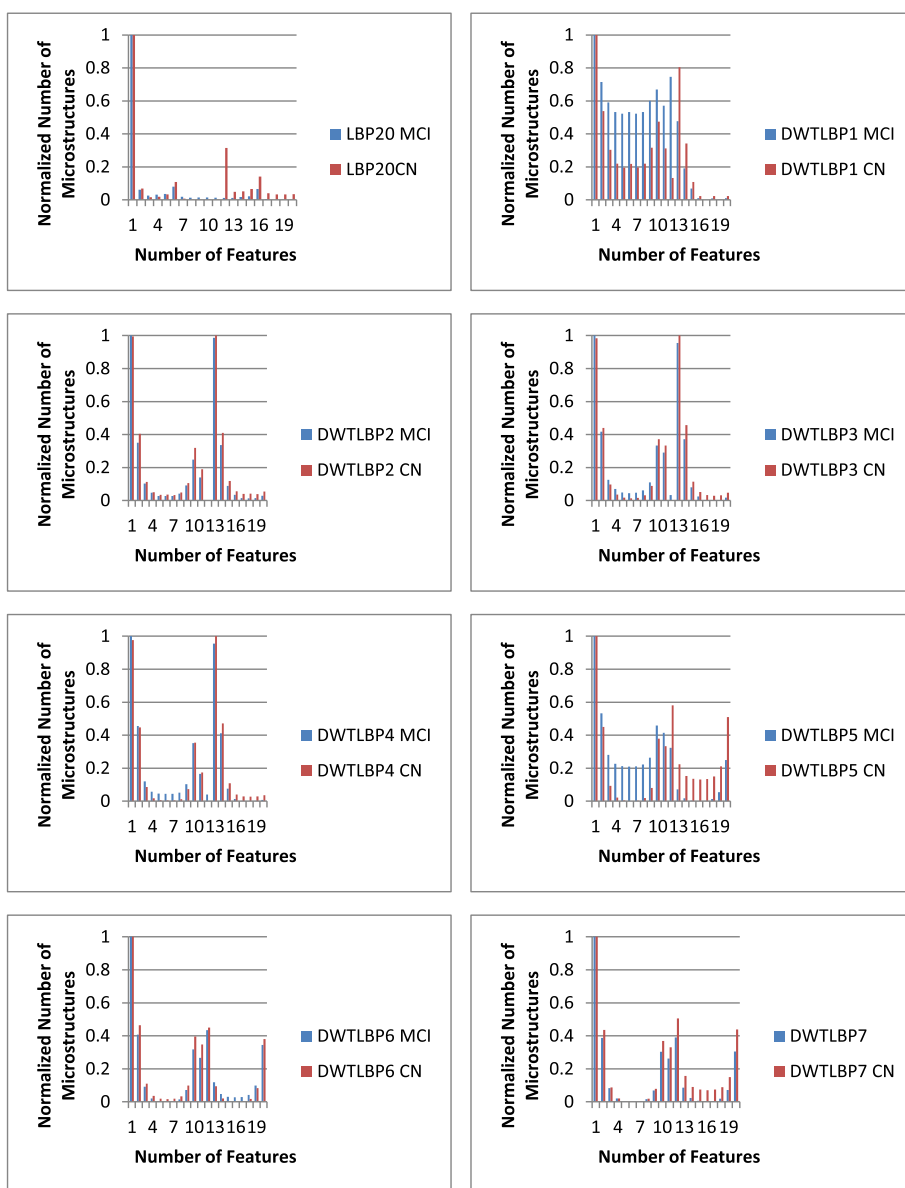 Normalized Number of
Microstructures
1
0.8
0.6
0.4
0.2
0
1 4 7 10 13 16 19
Number of Features
LBP20 MCI
LBP20CN
Normalized Number of
Microstructures
1
0.8
0.6
0.4
0.2
0
1 4 7 10 13 16 19
Number of Features
DWTLBP1 MCI
DWTLBP1 CN
Normalized Number of
Microstructures
1
0.8
0.6
0.4
0.2
0
1 4 7 10 13 16 19
Number of Features
DWTLBP2 MCI
DWTLBP2 CN
Normalized Number of
Microstructures
1
0.8
0.6
0.4
0.2
0
1 4 7 10 13 16 19
Number of Features
DWTLBP3 MCI
DWTLBP3 CN
Normalized Number of
Microstructures
1
0.8
0.6
0.4
0.2
0
1 4 7 10 13 16 19
Number of Features
DWTLBP4 MCI
DWTLBP4 CN
Normalized Number of
Microstructures
1
0.8
0.6
0.4
0.2
0
1 4 7 10 13 16 19
Number of Features
DWTLBP5 MCI
DWTLBP5 CN
Normalized Number of
Microstructures
1
0.8
0.6
0.4
0.2
0
1 4 7 10 13 16 19
Number of Features
DWTLBP6 MCI
DWTLBP6 CN
Normalized Number of
Microstructures
1
0.8
0.6
0.4
0.2
0
1 4 7 10 13 16 19
Number of Features
DWTLBP7
DWTLBP7 CN